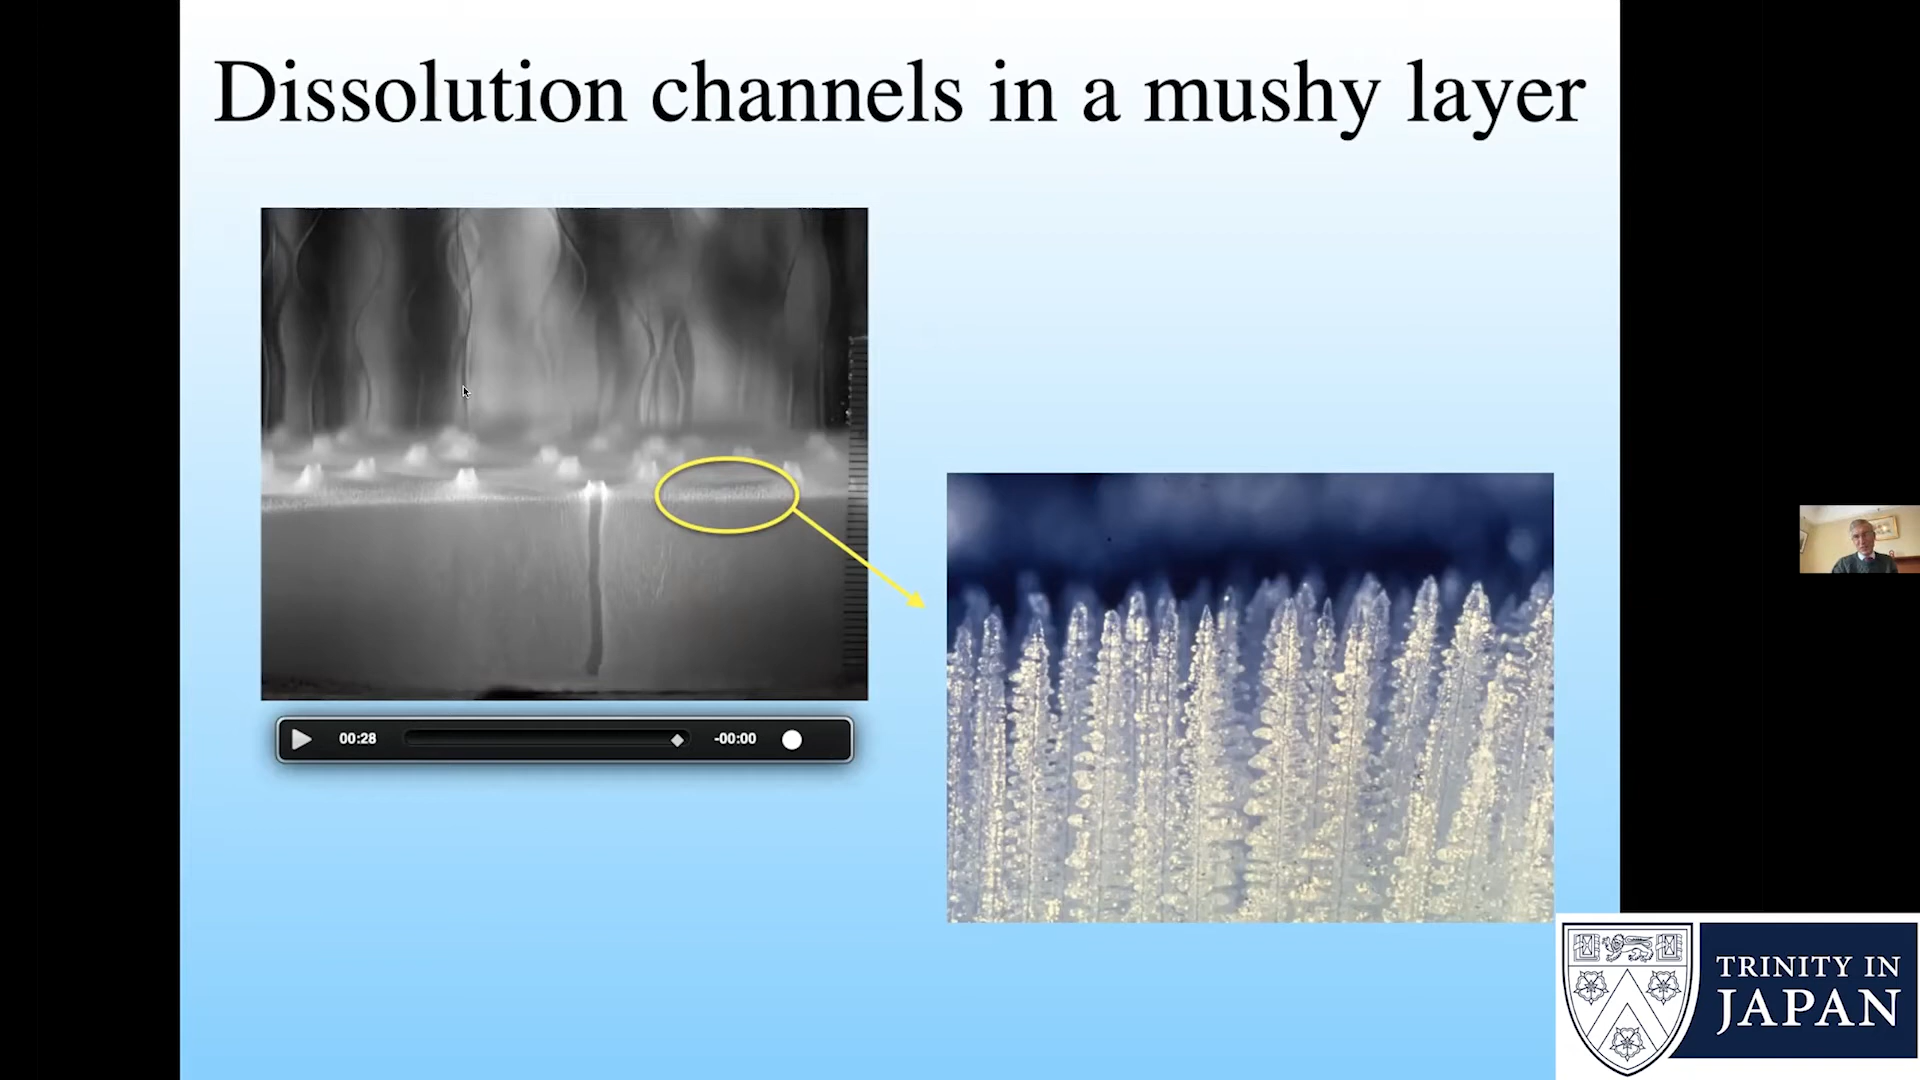 Dissolution channels in a mushy layer
00:28
-00:00
TRINITY IN
JAPAN